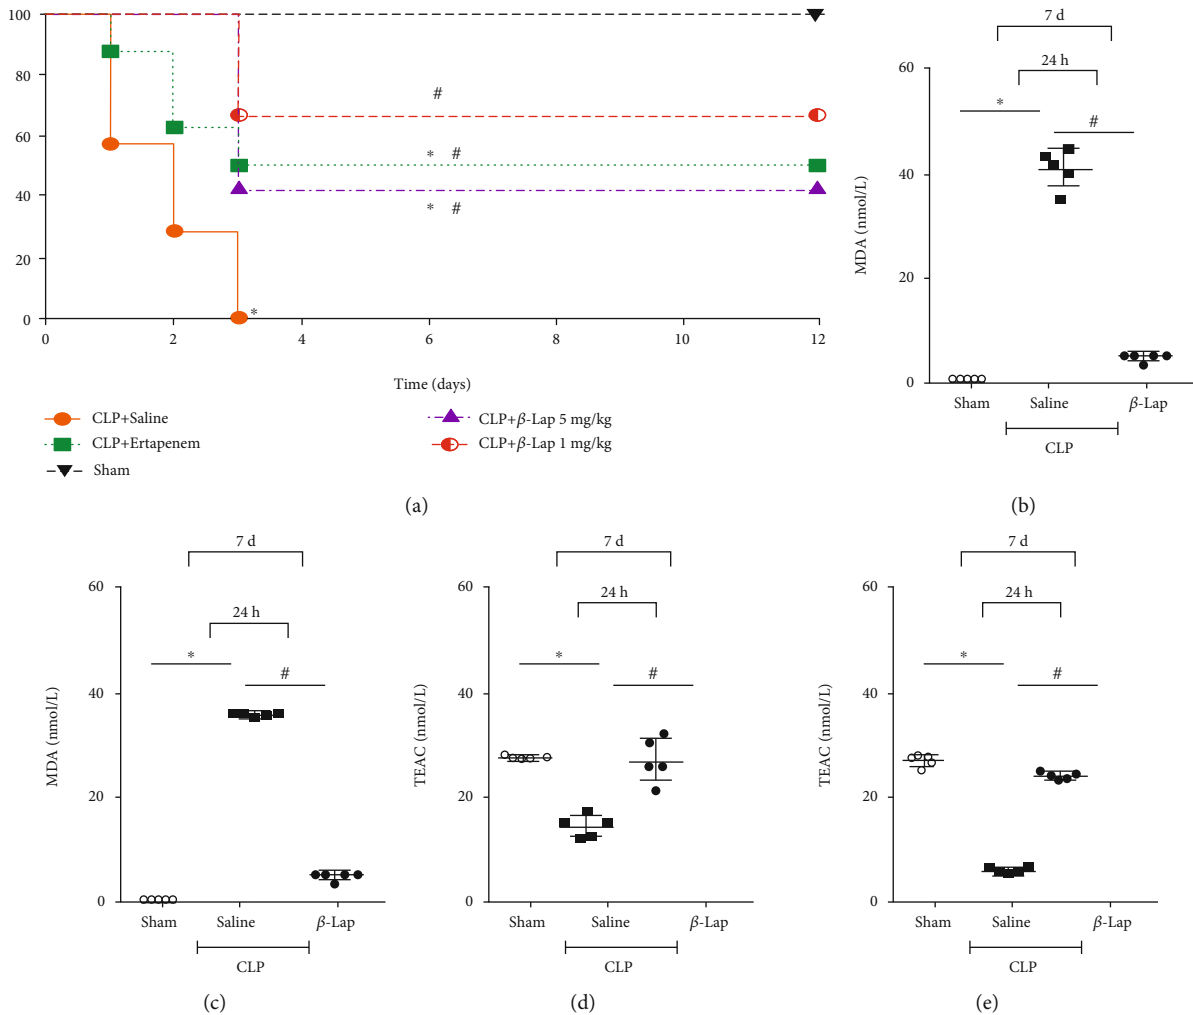 100
80
60
40
20
0
0 2 4 6 8 10 12
#
* #
* #
*
Time (days)
CLP+Saline
CLP+Ertapenem
Sham
CLP+β-Lap 5 mg/kg
CLP+β-Lap 1 mg/kg
(a)
7 d
24 h
* #
MDA (nmol/L)
60
40
20
0
Sham Saline β-Lap
CLP
(b)
7 d
24 h
* #
MDA (nmol/L)
60
40
20
0
Sham Saline β-Lap
CLP
(c)
7 d
24 h
* #
TEAC (nmol/L)
60
40
20
0
Sham Saline β-Lap
CLP
(d)
7 d
24 h
* #
TEAC (nmol/L)
60
40
20
0
Sham Saline β-Lap
CLP
(e)